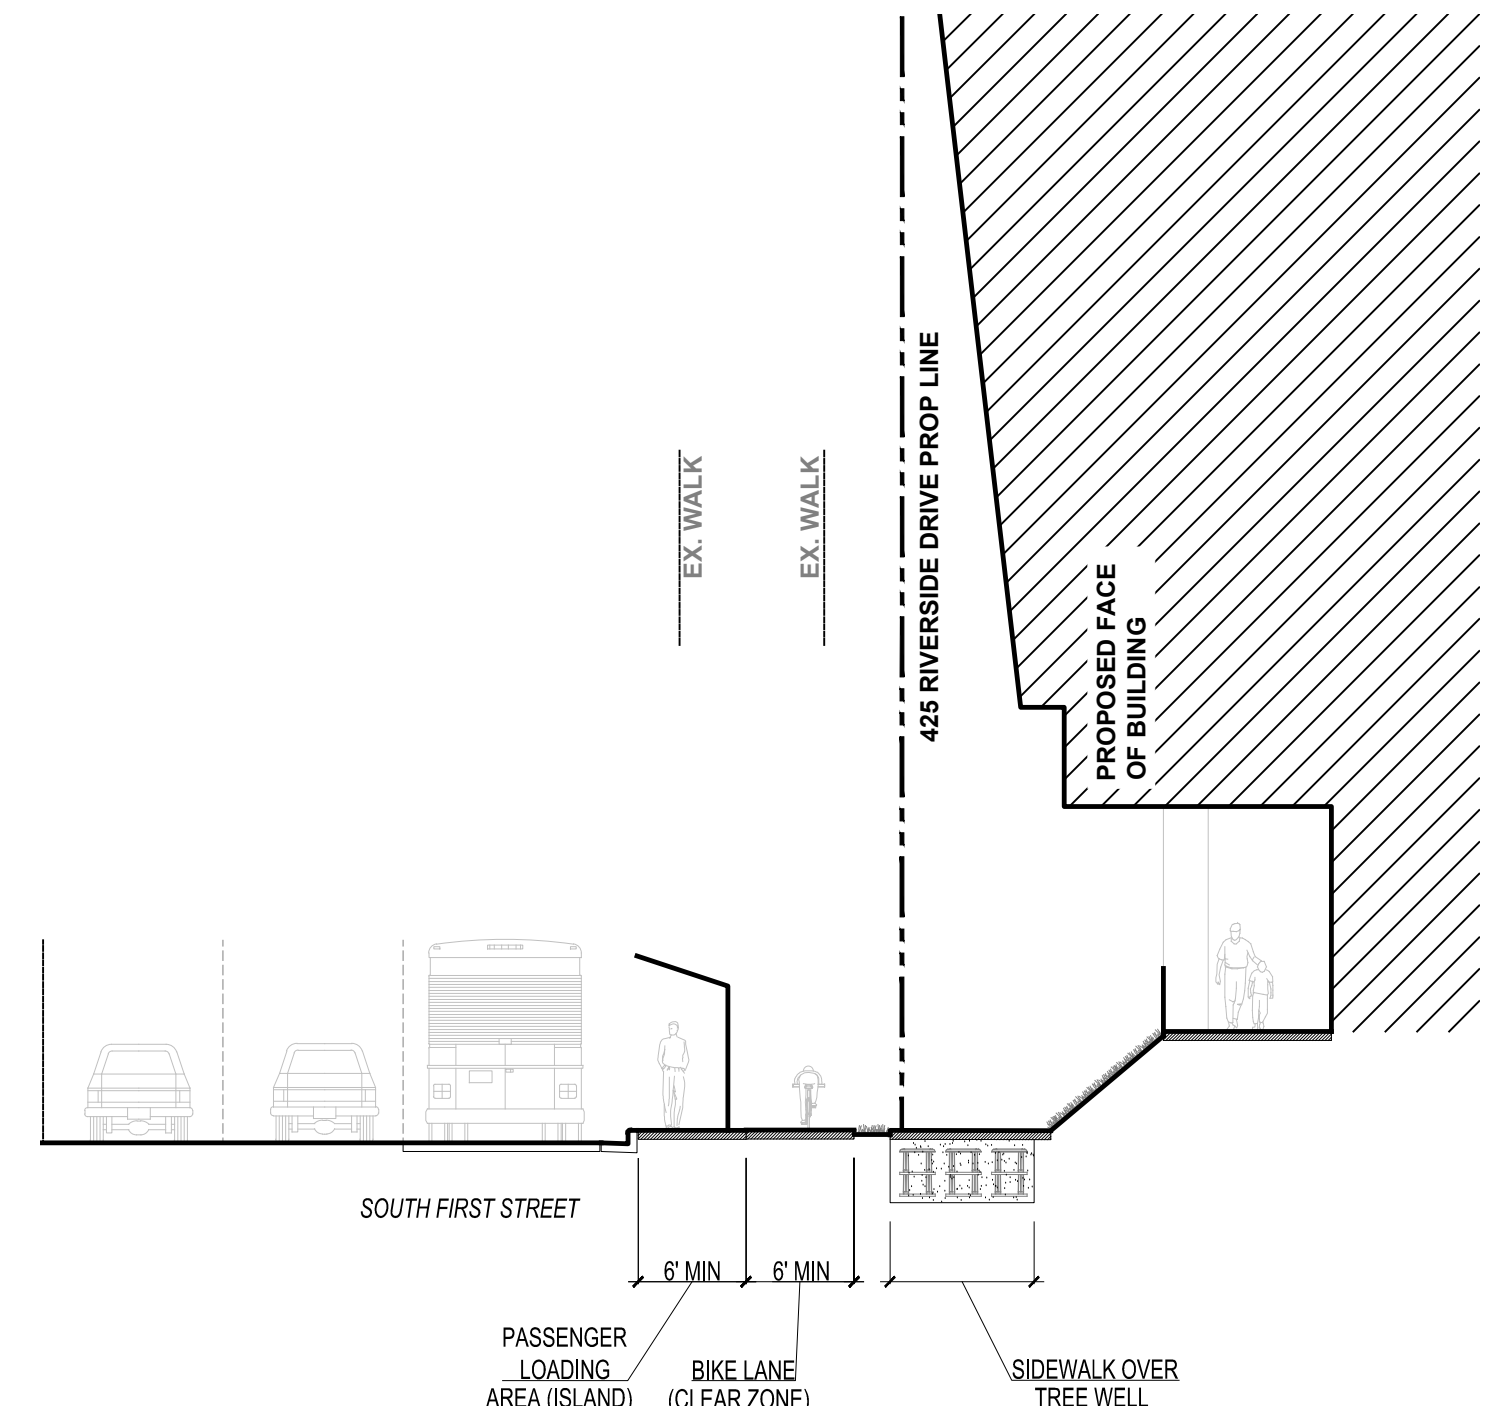 425 RIVERSIDE DRIVE PROP LINE
EX. WALK
EX. WALK
PROPOSED FACE
OF BUILDING
SOUTH FIRST STREET
6' MIN
6' MIN
PASSENGER
LOADING
AREA (ISLAND)
BIKE LANE
(CLEAR ZONE)
SIDEWALK OVER
TREE WELL